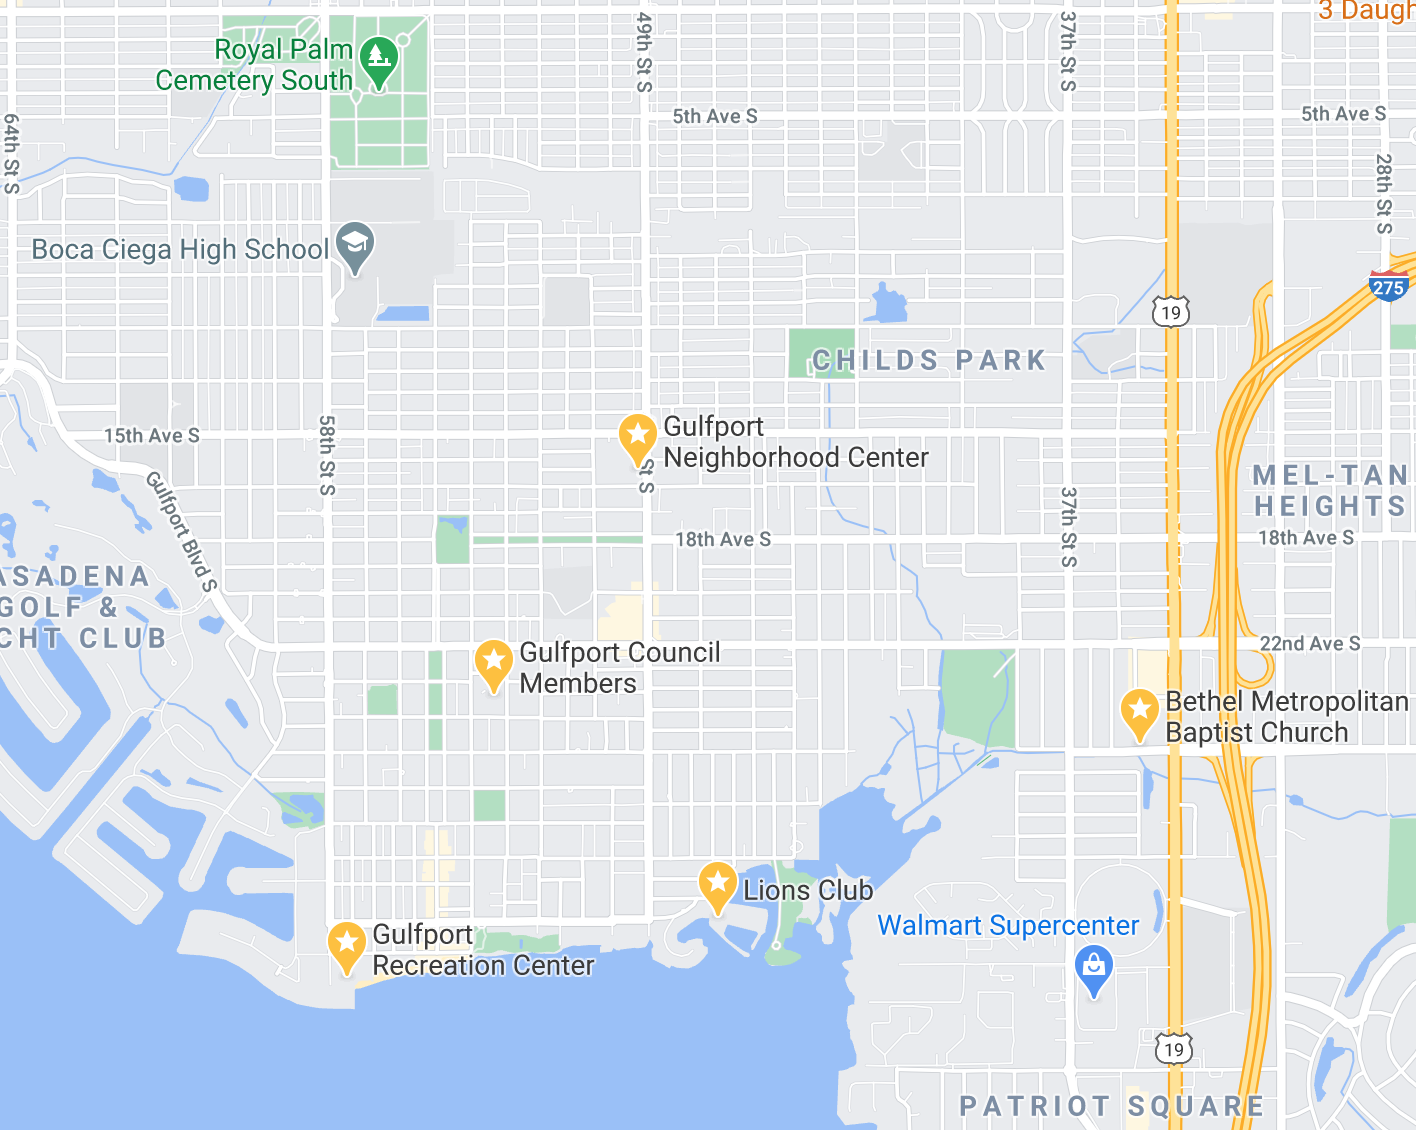 3 Daugh
Royal Palm
Cemetery South
49th St S
37th St S
5th Ave S
5th Ave S
64th St S
28th St S
Boca Ciega High School
275
19
CHILDS PARK
15th Ave S
58th St S
Gulfport
Neighborhood Center
St S
MEL-TAN
HEIGHTS
Gulfport Blvd S
37th St S
18th Ave S
18th Ave S
ASADENA
GOLF &
CHT CLUB
22nd Ave S
Gulfport Council
Members
Bethel Metropolitan
Baptist Church
Lions Club
Walmart Supercenter
Gulfport
Recreation Center
19
PATRIOT SQUARE